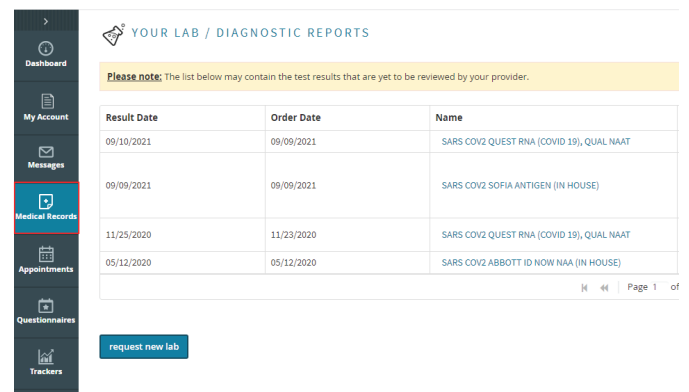 YOUR LAB / DIAGNOSTIC REPORTS
Please note: The list below may contain the test results that are yet to be reviewed by your provider.
Dashboard
My Account
Messages
Medical Records
Appointments
Questionnaires
Trackers
Result Date Order Date Name
09/10/2021 09/09/2021 SARS COV2 QUEST RNA (COVID 19), QUAL NAAT
09/09/2021 09/09/2021 SARS COV2 SOFIA ANTIGEN (IN HOUSE)
11/25/2020 11/23/2020 SARS COV2 QUEST RNA (COVID 19), QUAL NAAT
05/12/2020 05/12/2020 SARS COV2 ABBOTT ID NOW NAA (IN HOUSE)
Page 1 of
request new lab